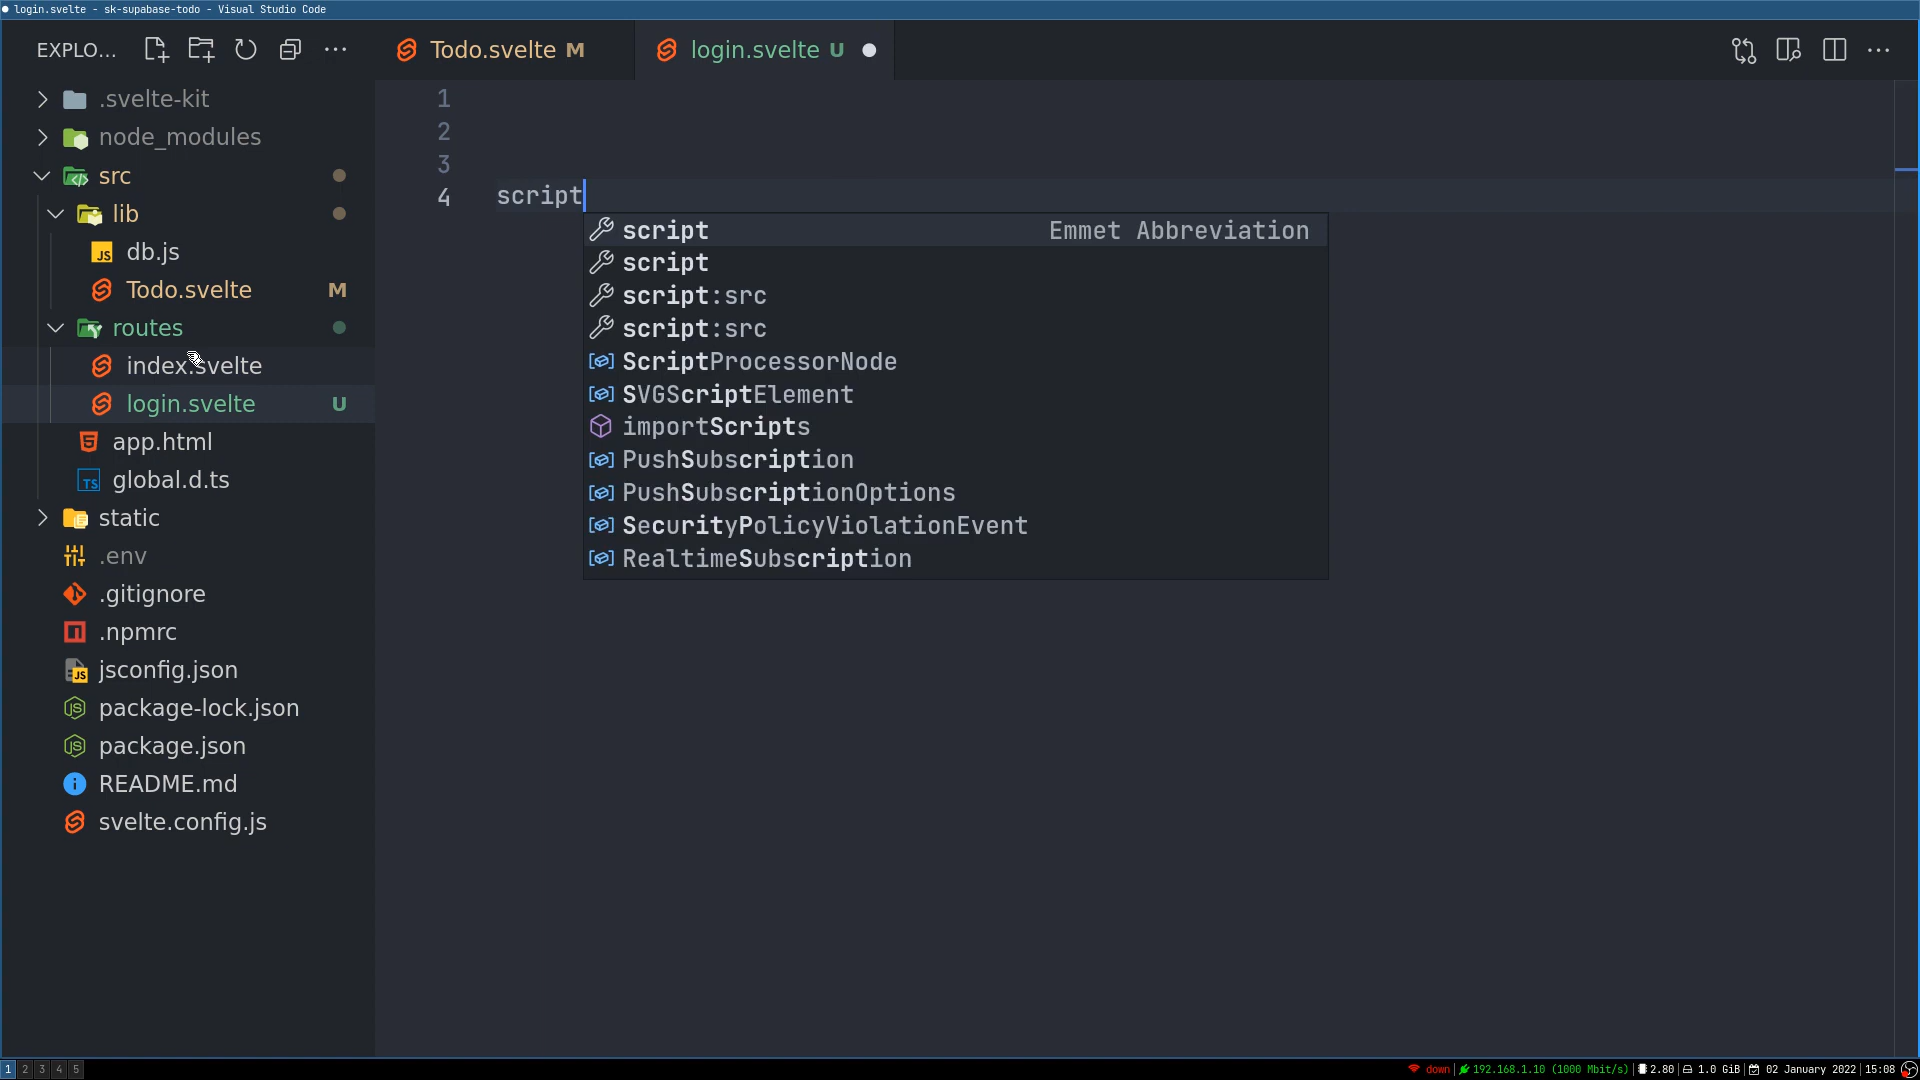 login.svelte - sk-supabase-todo - Visual Studio Code
EXPLO...
Todo.svelte M
login.svelte U
.svelte-kit
node_modules
src
lib
db.js
Todo.svelte M
routes
index.svelte
login.svelte U
app.html
global.d.ts
static
.env
.gitignore
.npmrc
jsconfig.json
package-lock.json
package.json
README.md
svelte.config.js
1
2
3
4 script
script Emmet Abbreviation
script
script:src
script:src
ScriptProcessorNode
SVGScriptElement
importScripts
PushSubscription
PushSubscriptionOptions
SecurityPolicyViolationEvent
RealtimeSubscription
1 2 3 4 5
down| 192.168.1.10 (1000 Mbit/s)| 2.80 | 1.0 GiB| 02 January 2022 | 15:08